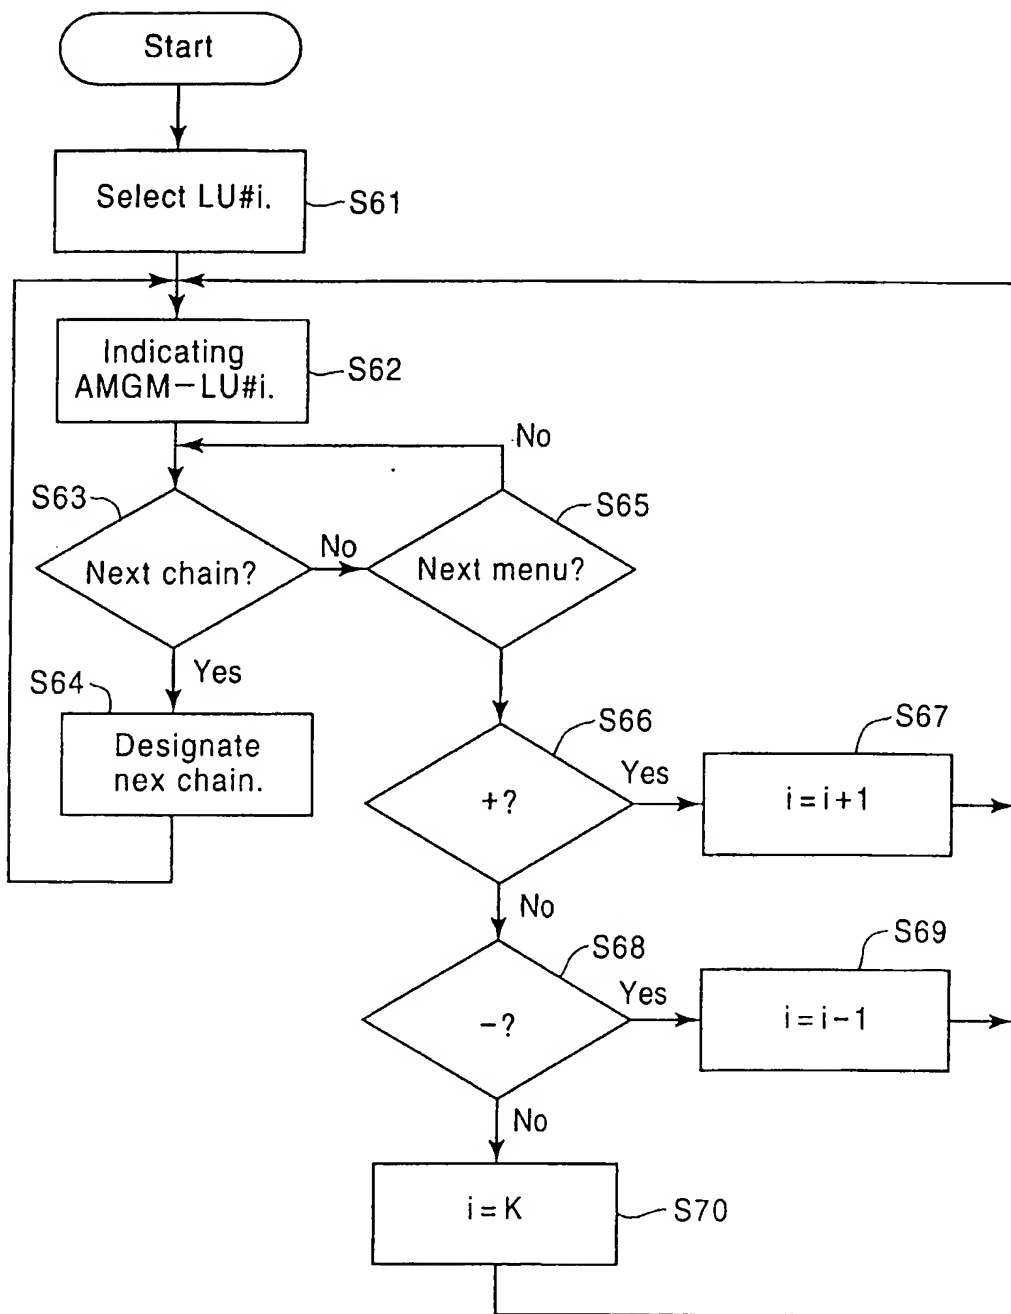 Start
Select LU#i.
S61
Indicating
AMGM-LU#i.
S62
No
S63
S65
Next chain?
No
Next menu?
Yes
S64
Designate
nex chain.
S66
S67
+?
Yes
i=i+1
No
S68
S69
-?
Yes
i=i-1
No
i=K
S70